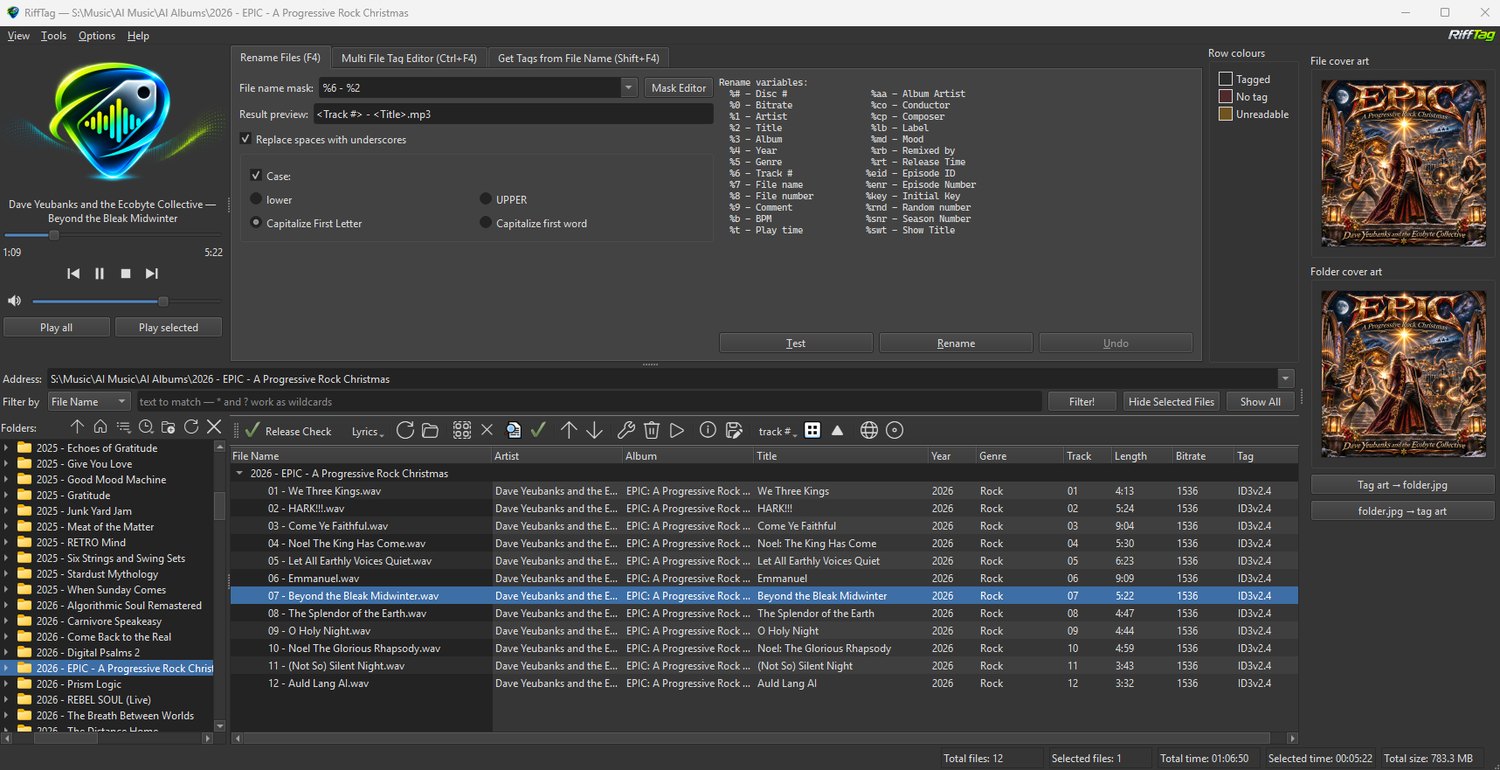 RiffTag — S:\Music\AI Music\AI Albums\2026 - EPIC - A Progressive Rock Christmas
View Tools Options Help
RiffTag
Dave Yeubanks and the Ecobyte Collective —
Beyond the Bleak Midwinter
1:09 5:22
Play all Play selected
Rename Files (F4) Multi File Tag Editor (Ctrl+F4) Get Tags from File Name (Shift+F4)
File name mask: %6 - %2 Mask Editor
Result preview: <Track #> - <Title>.mp3
Replace spaces with underscores
Case:
lower UPPER
Capitalize First Letter Capitalize first word
Rename variables:
%# - Disc # %aa - Album Artist
%0 - Bitrate %co - Conductor
%1 - Artist %cp - Composer
%2 - Title %lb - Label
%3 - Album %md - Mood
%4 - Year %rb - Remixed by
%5 - Genre %rt - Release Time
%6 - Track # %eid - Episode ID
%7 - File name %enr - Episode Number
%8 - File number %key - Initial Key
%9 - Comment %rnd - Random number
%b - BPM %snr - Season Number
%t - Play time %swt - Show Title
Test Rename Undo
Row colours
Tagged
No tag
Unreadable
File cover art
EPIC
A Progressive Rock Christmas
Dave Yeubanks and the Ecobyte Collective
Folder cover art
EPIC
A Progressive Rock Christmas
Dave Yeubanks and the Ecobyte Collective
Tag art → folder.jpg
folder.jpg → tag art
Address: S:\Music\AI Music\AI Albums\2026 - EPIC - A Progressive Rock Christmas
Filter by File Name text to match — * and ? work as wildcards Filter! Hide Selected Files Show All
Folders:
2025 - Echoes of Gratitude
2025 - Give You Love
2025 - Good Mood Machine
2025 - Gratitude
2025 - Junk Yard Jam
2025 - Meat of the Matter
2025 - RETRO Mind
2025 - Six Strings and Swing Sets
2025 - Stardust Mythology
2025 - When Sunday Comes
2026 - Algorithmic Soul Remastered
2026 - Carnivore Speakeasy
2026 - Come Back to the Real
2026 - Digital Psalms 2
2026 - EPIC - A Progressive Rock Christ
2026 - Prism Logic
2026 - REBEL SOUL (Live)
2026 - The Breath Between Worlds
2026 - The Distance Home
Release Check Lyrics track #
File Name Artist Album Title Year Genre Track Length Bitrate Tag
2026 - EPIC - A Progressive Rock Christmas
01 - We Three Kings.wav Dave Yeubanks and the E... EPIC: A Progressive Rock ... We Three Kings 2026 Rock 01 4:13 1536 ID3v2.4
02 - HARK!!!.wav Dave Yeubanks and the E... EPIC: A Progressive Rock ... HARK!!! 2026 Rock 02 5:24 1536 ID3v2.4
03 - Come Ye Faithful.wav Dave Yeubanks and the E... EPIC: A Progressive Rock ... Come Ye Faithful 2026 Rock 03 9:04 1536 ID3v2.4
04 - Noel The King Has Come.wav Dave Yeubanks and the E... EPIC: A Progressive Rock ... Noel: The King Has Come 2026 Rock 04 5:30 1536 ID3v2.4
05 - Let All Earthly Voices Quiet.wav Dave Yeubanks and the E... EPIC: A Progressive Rock ... Let All Earthly Voices Quiet 2026 Rock 05 6:23 1536 ID3v2.4
06 - Emmanuel.wav Dave Yeubanks and the E... EPIC: A Progressive Rock ... Emmanuel 2026 Rock 06 9:09 1536 ID3v2.4
07 - Beyond the Bleak Midwinter.wav Dave Yeubanks and the E... EPIC: A Progressive Rock ... Beyond the Bleak Midwinter 2026 Rock 07 5:22 1536 ID3v2.4
08 - The Splendor of the Earth.wav Dave Yeubanks and the E... EPIC: A Progressive Rock ... The Splendor of the Earth 2026 Rock 08 4:47 1536 ID3v2.4
09 - O Holy Night.wav Dave Yeubanks and the E... EPIC: A Progressive Rock ... O Holy Night 2026 Rock 09 4:44 1536 ID3v2.4
10 - Noel The Glorious Rhapsody.wav Dave Yeubanks and the E... EPIC: A Progressive Rock ... Noel: The Glorious Rhapsody 2026 Rock 10 4:59 1536 ID3v2.4
11 - (Not So) Silent Night.wav Dave Yeubanks and the E... EPIC: A Progressive Rock ... (Not So) Silent Night 2026 Rock 11 3:43 1536 ID3v2.4
12 - Auld Lang AI.wav Dave Yeubanks and the E... EPIC: A Progressive Rock ... Auld Lang AI 2026 Rock 12 3:32 1536 ID3v2.4
Total files: 12 Selected files: 1 Total time: 01:06:50 Selected time: 00:05:22 Total size: 783.3 MB